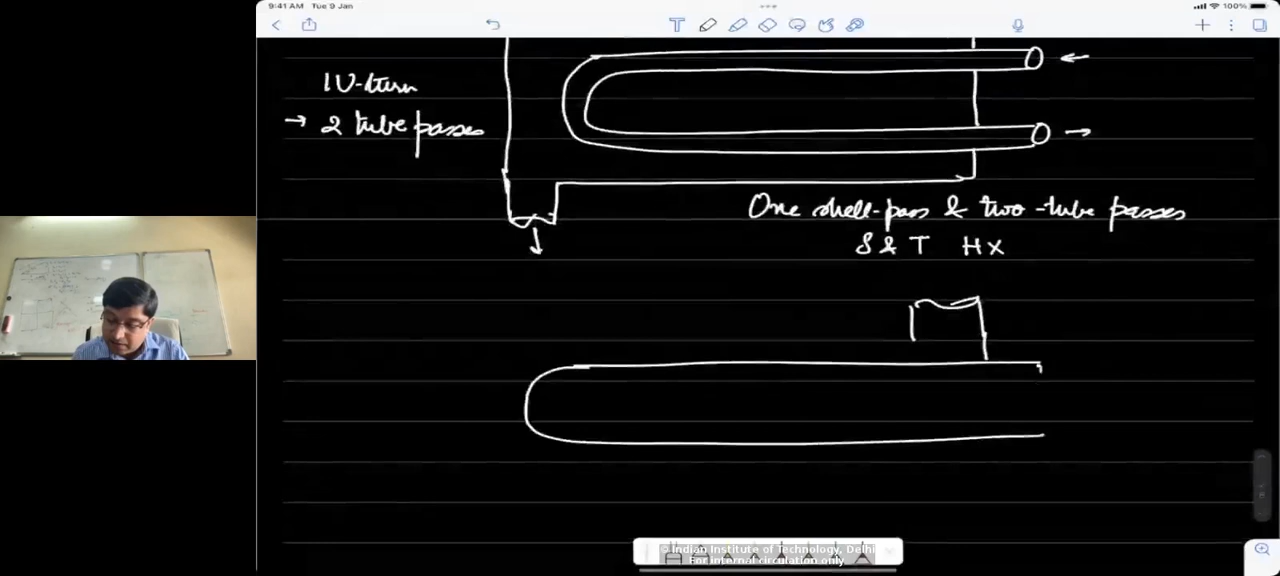 9:41 AM Tue 9 Jan
100%
1U-turn
→ 2 tube passes
One shell-pass & two-tube passes
S & T HX
© Indian Institute of Technology, Delhi
For internal circulation only